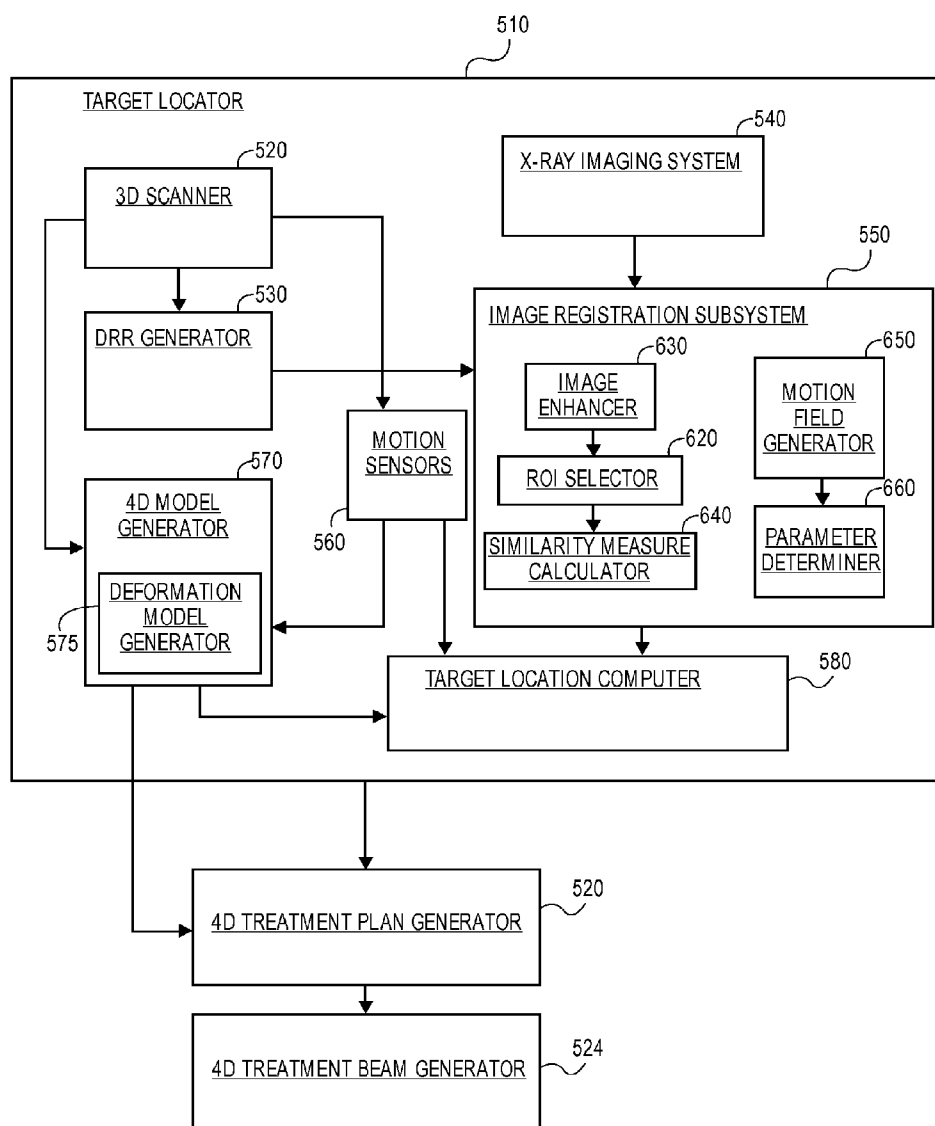 510
TARGET LOCATOR
520
3D SCANNER
540
X-RAY IMAGING SYSTEM
530
DRR GENERATOR
550
IMAGE REGISTRATION SUBSYSTEM
630
IMAGE
ENHANCER
650
MOTION
FIELD
GENERATOR
MOTION
SENSORS
560
620
ROI SELECTOR
640
SIMILARITY MEASURE
CALCULATOR
660
PARAMETER
DETERMINER
570
4D MODEL
GENERATOR
DEFORMATION
MODEL
GENERATOR
575
TARGET LOCATION COMPUTER
580
4D TREATMENT PLAN GENERATOR
520
4D TREATMENT BEAM GENERATOR
524